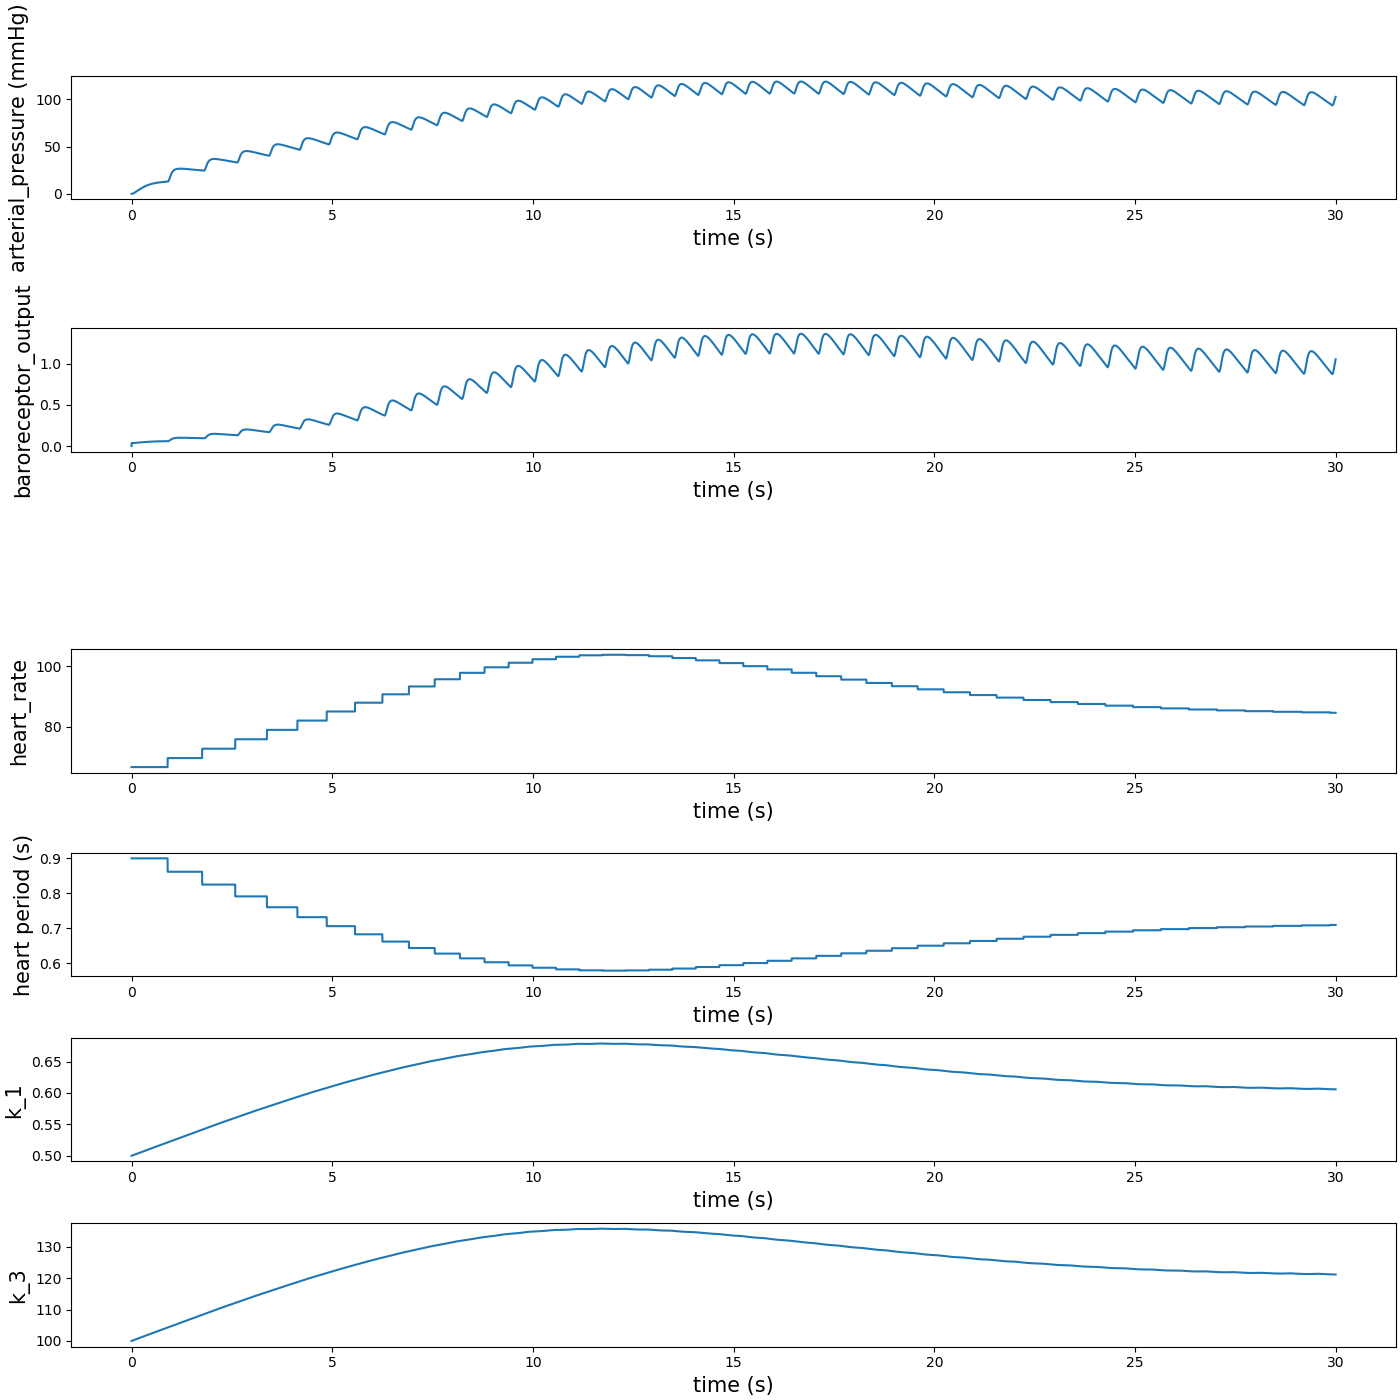 arterial_pressure (mmHg)
100
50
0
0 5 10 15 20 25 30
time (s)
baroreceptor_output
1.0
0.5
0.0
0 5 10 15 20 25 30
time (s)
heart_rate
100
80
0 5 10 15 20 25 30
time (s)
heart period (s)
0.9
0.8
0.7
0.6
0 5 10 15 20 25 30
time (s)
k_1
0.65
0.60
0.55
0.50
0 5 10 15 20 25 30
time (s)
k_3
130
120
110
100
0 5 10 15 20 25 30
time (s)